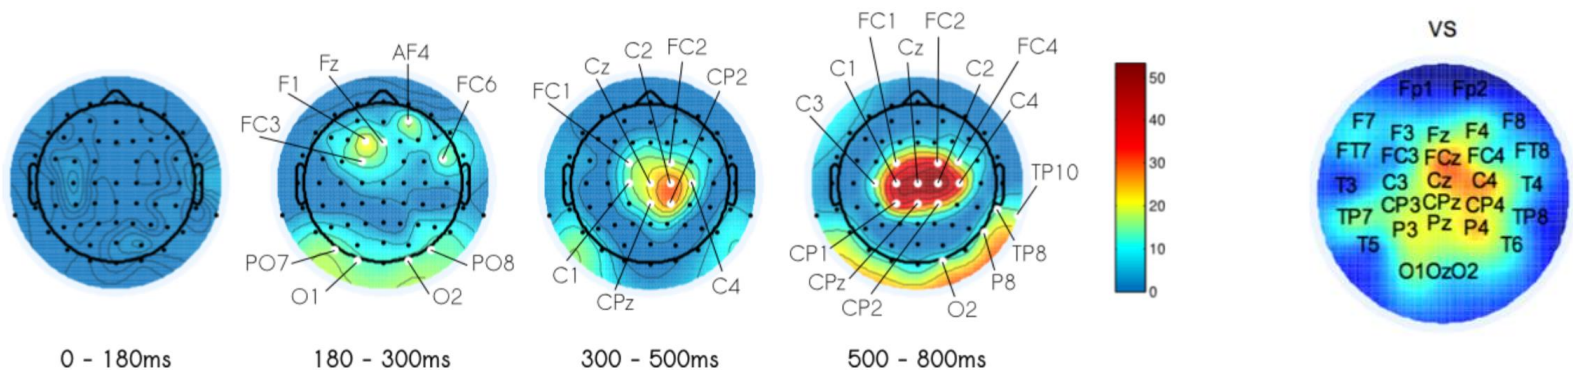 FC1 FC2
Cz
FC4
C1
C2
C3
C4
TP10
TP8
P8
O2
CP1
CPz
CP2
500 - 800ms
AF4
Fz
F1
FC6
FC3
PO7
PO8
O1
O2
180 - 300ms
FC2
C2
Cz
CP2
FC1
C1
C4
CPz
300 - 500ms
0 - 180ms
50
40
30
20
10
0
VS
Fp1 Fp2
F7 F3 Fz F4 F8
FT7 FC3 FCz FC4 FT8
T3 C3 Cz C4 T4
TP7 CP3 CPz CP4 TP8
T5 P3 Pz P4 T6
O1 Oz O2